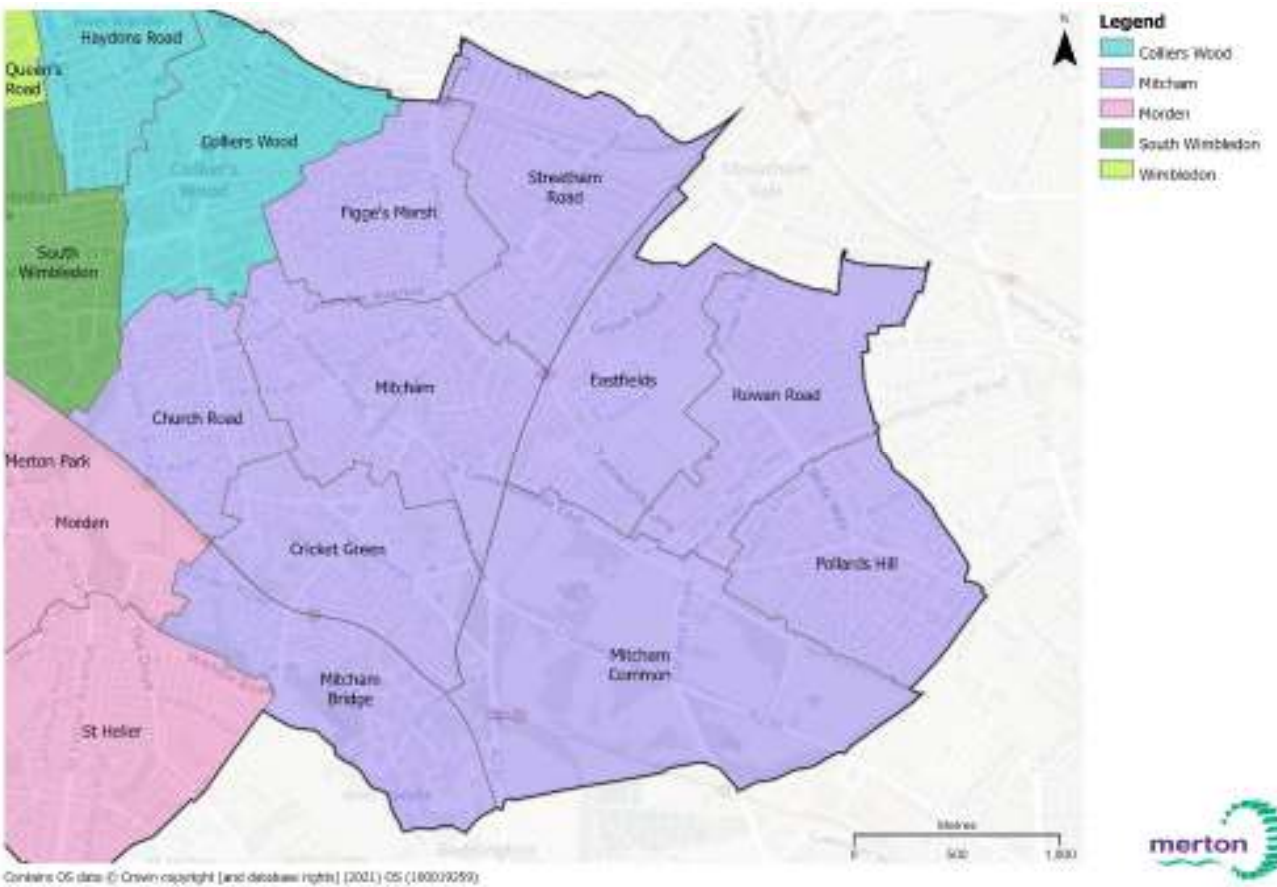 Haydons Road
Queen's
Road
Colliers Wood
Collier's
Wood
Streatham
Road
Figge's Marsh
South
Wimbledon
Church Road
Mitcham
Eastfields
Rowan Road
Merton Park
Morden
Cricket Green
Pollards Hill
Mitcham
Bridge
Mitcham
Common
St Helier
N
Legend
Colliers Wood
Mitcham
Morden
South Wimbledon
Wimbledon
Metres
0 500 1,000
merton
Contains OS data © Crown copyright [and database rights] (2021) OS (100019259)